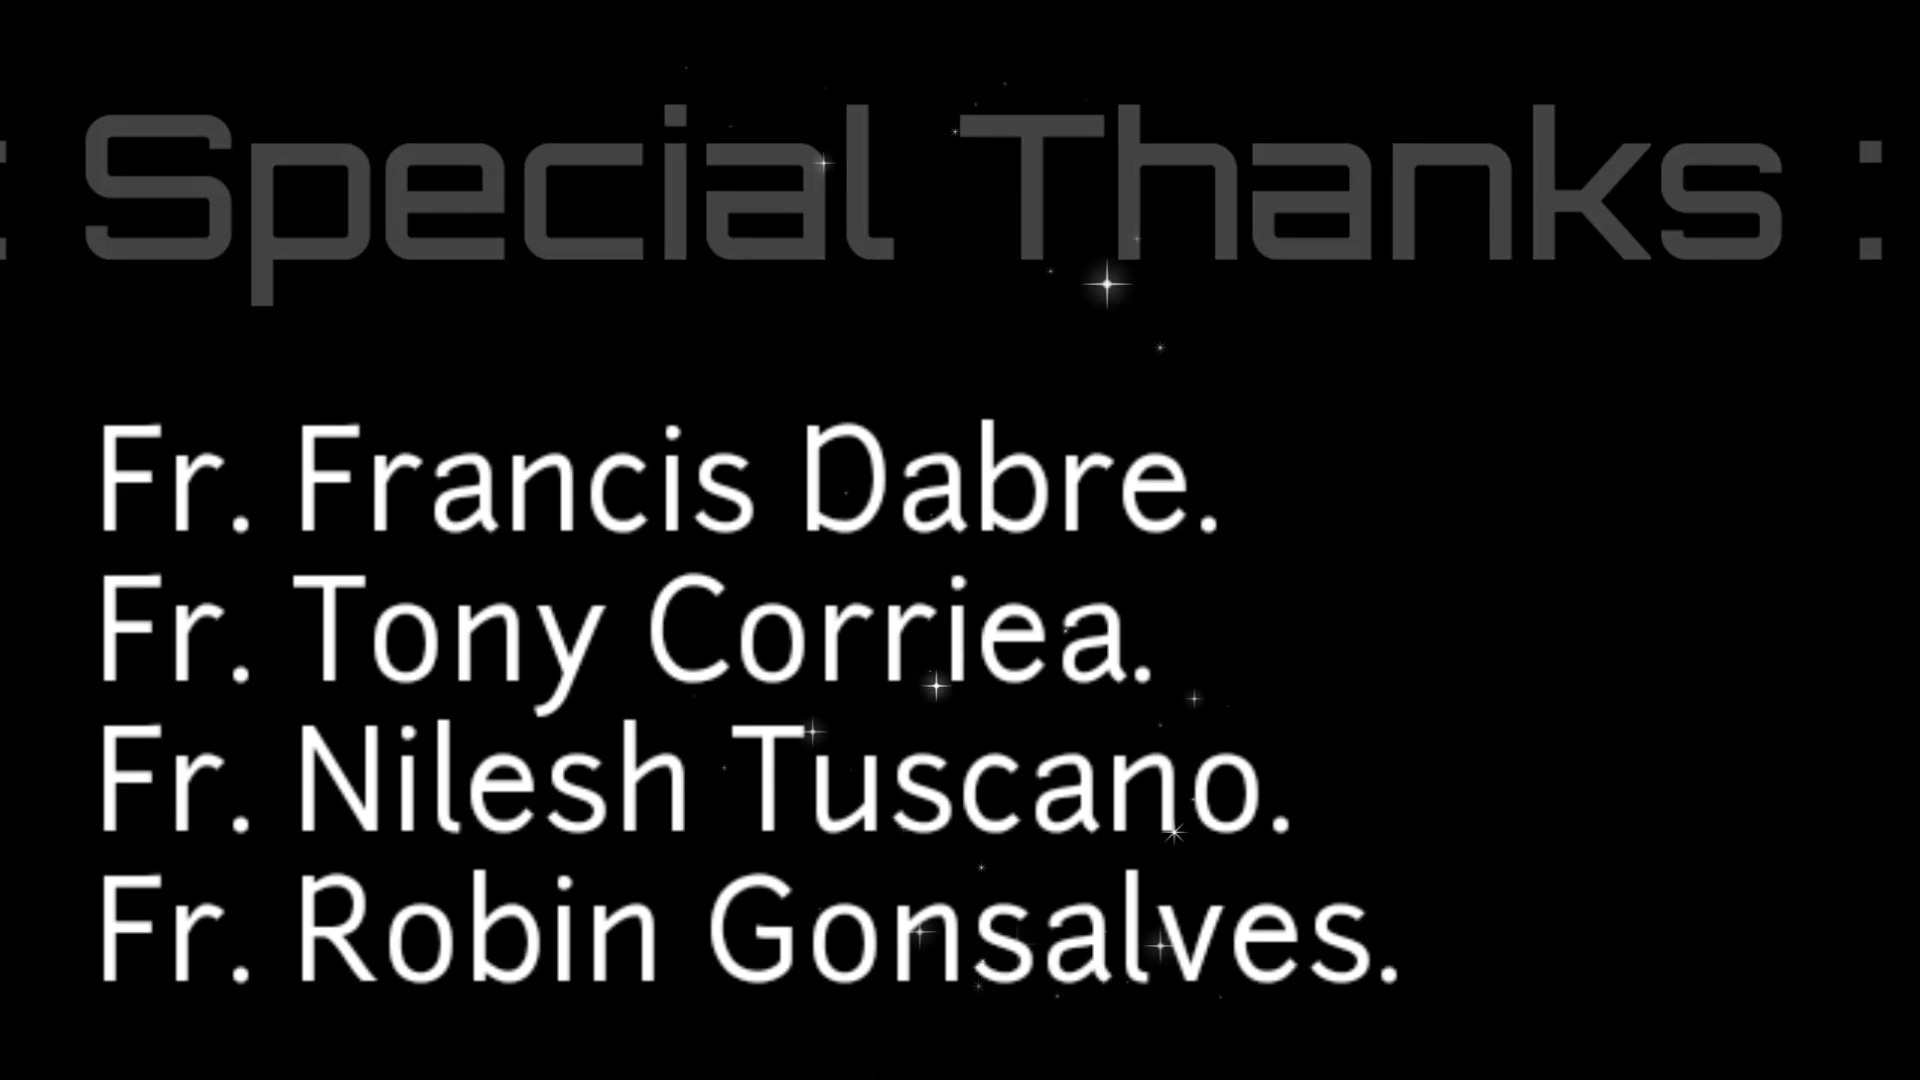 : Special Thanks :
Fr. Francis Dabre.
Fr. Tony Corriea.
Fr. Nilesh Tuscano.
Fr. Robin Gonsalves.